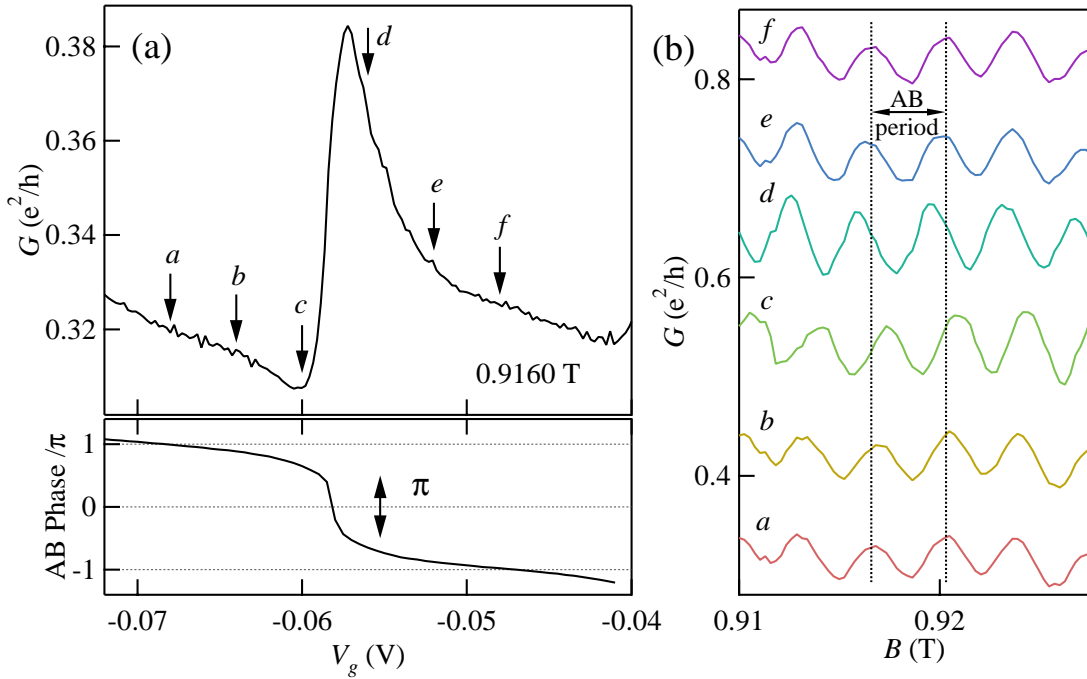 (a)
G (e²/h)
0.38
0.36
0.34
0.32
a
b
c
d
e
f
0.9160 T
AB Phase /π
1
0
-1
π
-0.07
-0.06
-0.05
-0.04
V_g (V)
(b)
G (e²/h)
0.8
0.6
0.4
f
e
d
c
b
a
AB
period
0.91
0.92
B (T)